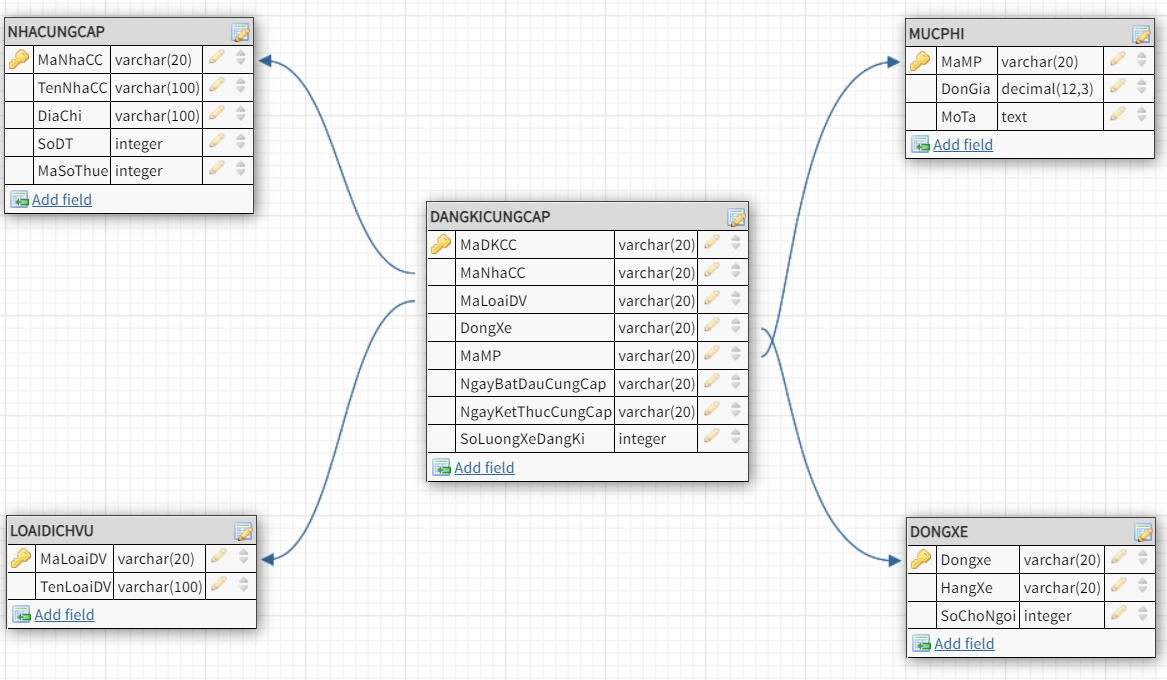 NHACUNGCAP
MaNhaCC varchar(20)
TenNhaCC varchar(100)
DiaChi varchar(100)
SoDT integer
MaSoThue integer
Add field
MUCPHI
MaMP varchar(20)
DonGia decimal(12,3)
MoTa text
Add field
DANGKICUNGCAP
MaDKCC varchar(20)
MaNhaCC varchar(20)
MaLoaiDV varchar(20)
DongXe varchar(20)
MaMP varchar(20)
NgayBatDauCungCap varchar(20)
NgayKetThucCungCap varchar(20)
SoLuongXeDangKi integer
Add field
LOAIDICHVU
MaLoaiDV varchar(20)
TenLoaiDV varchar(100)
Add field
DONGXE
Dongxe varchar(20)
HangXe varchar(20)
SoChoNgoi integer
Add field